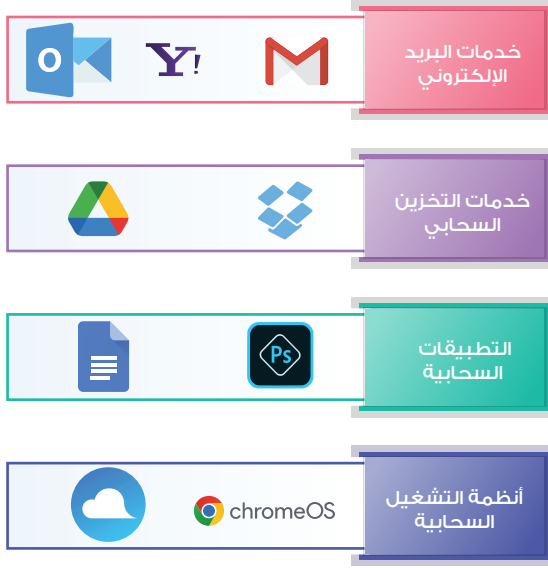 خدمات البريد
الإلكتروني
Y!
o
خدمات التخزين
السحابي
التطبيقات
السحابية
Ps
أنظمة التشغيل
السحابية
chromeOS